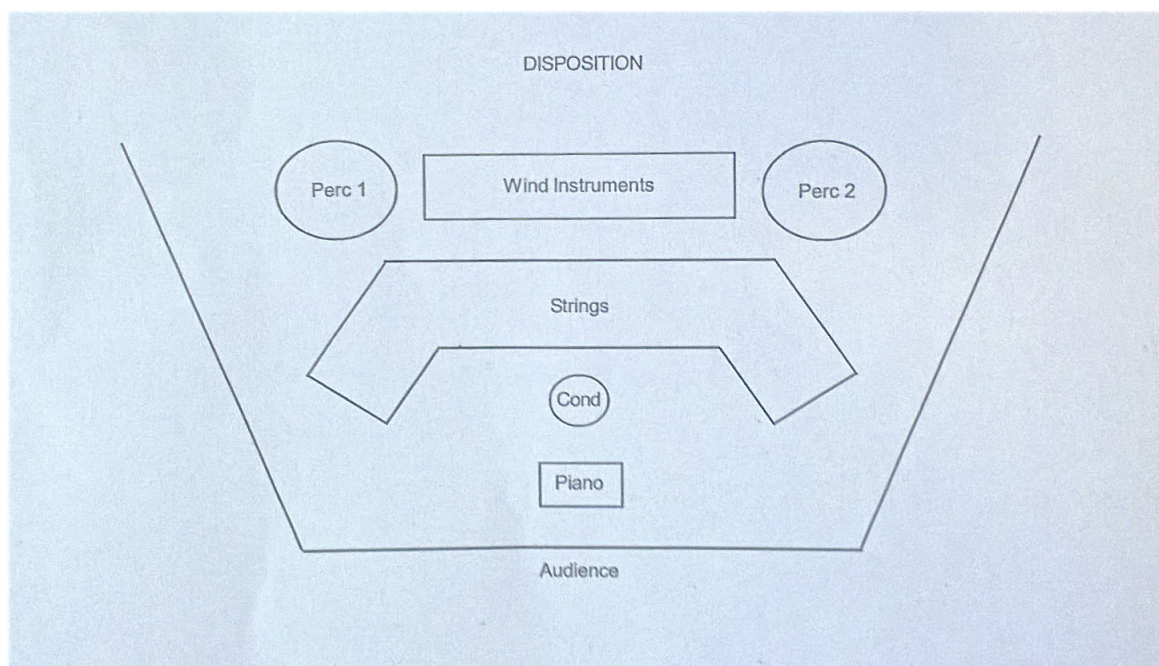 DISPOSITION
Perc 1
Wind Instruments
Perc 2
Strings
Cond
Piano
Audience